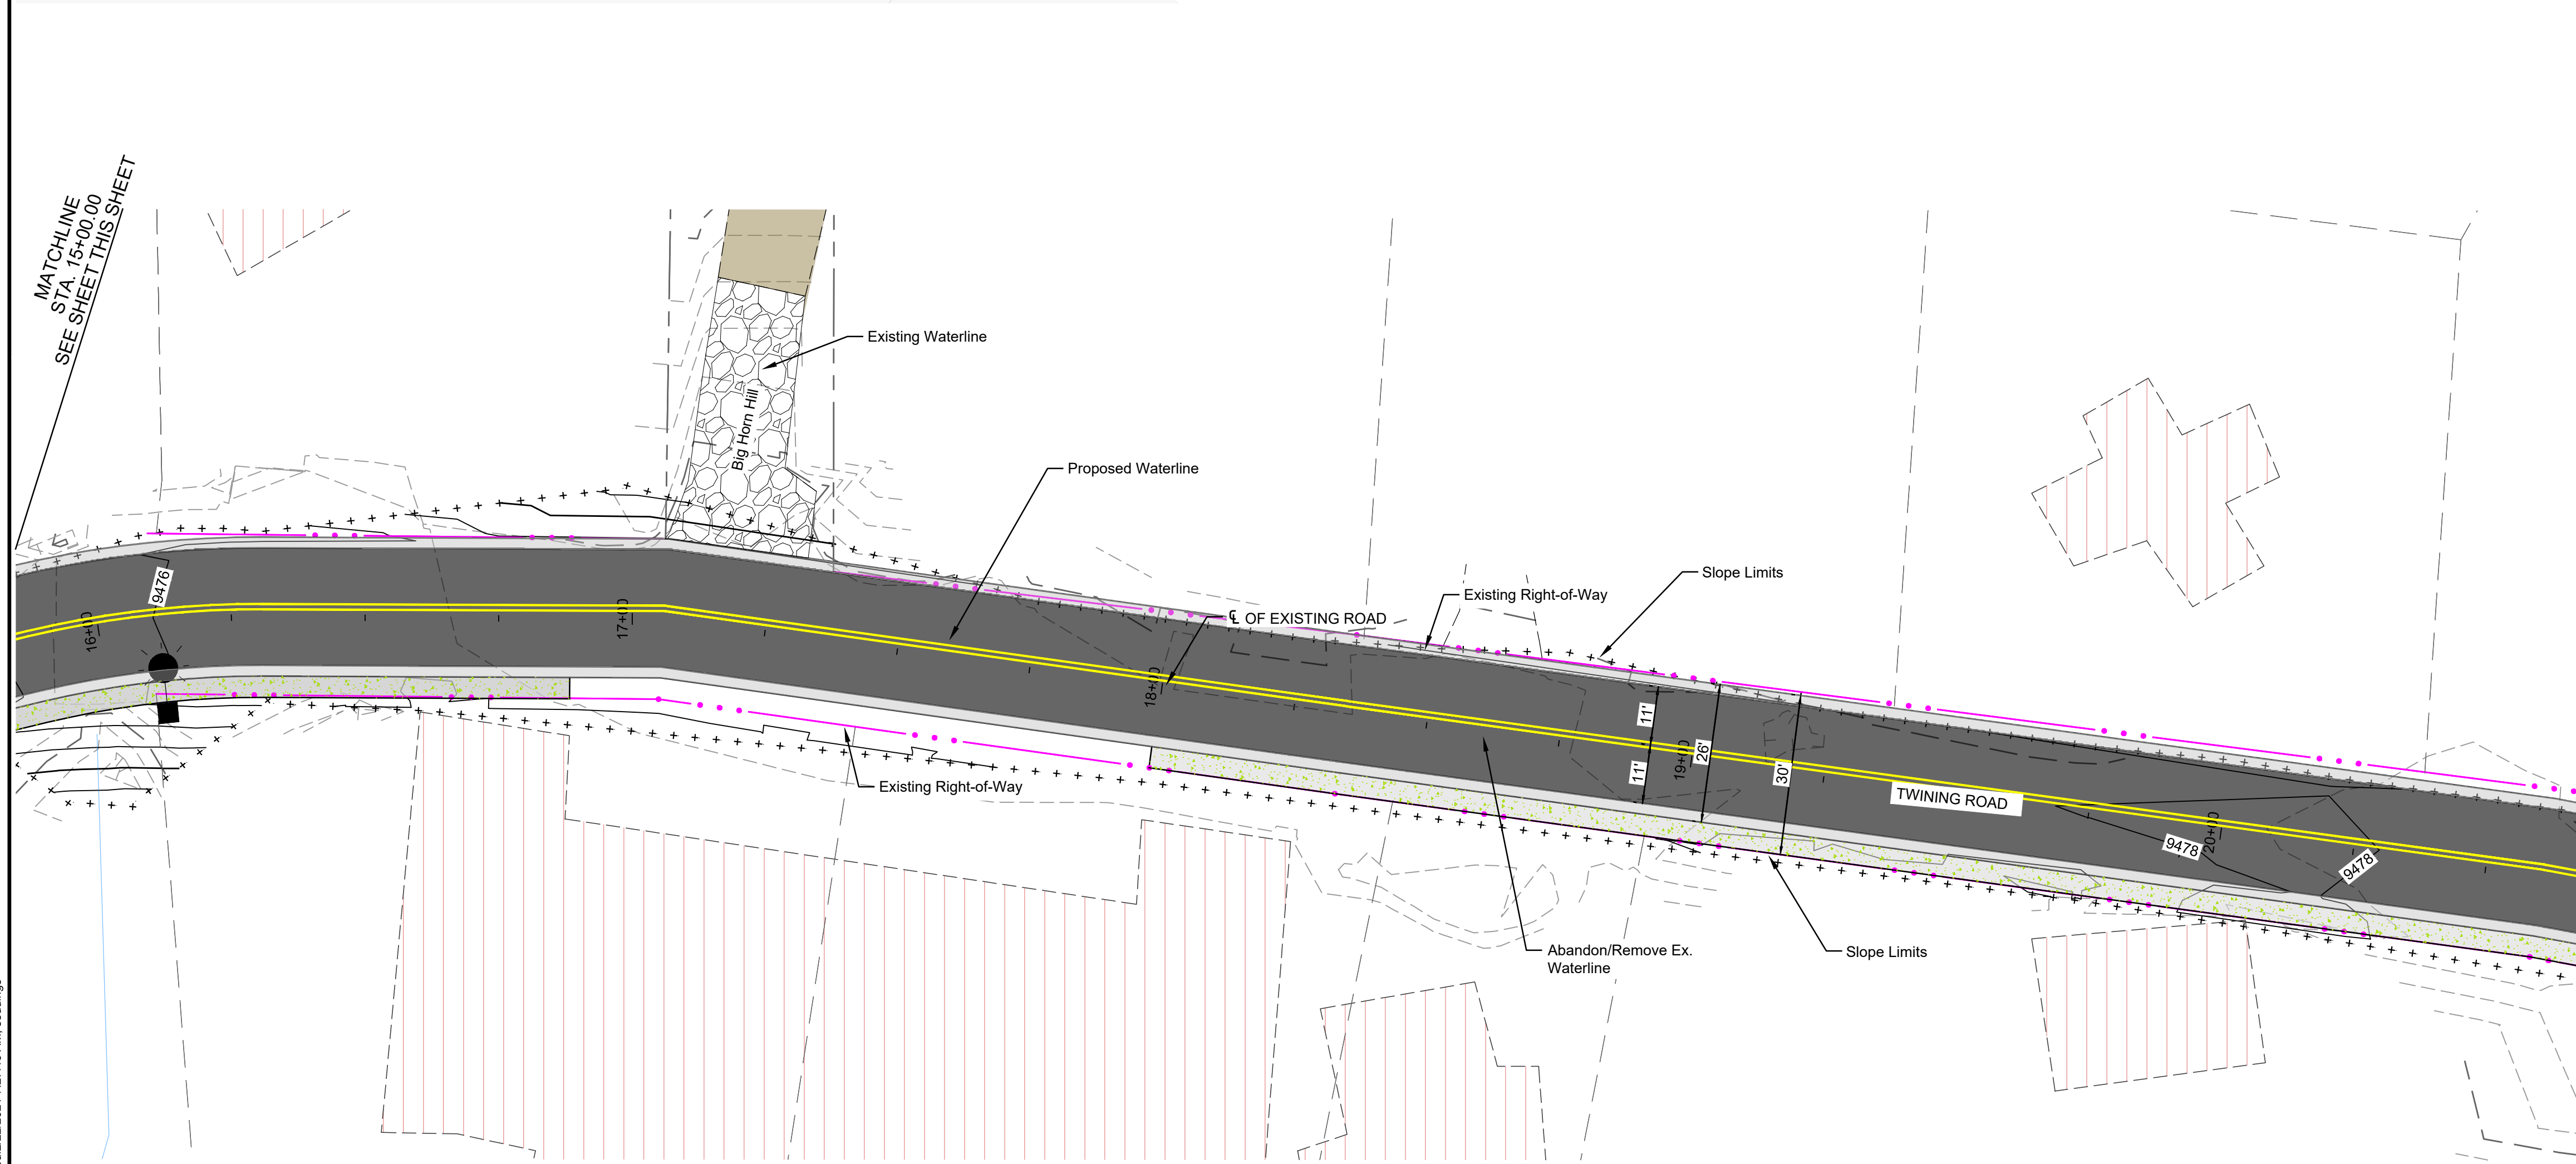 MATCHLINE
STA. 15+00.00
SEE SHEET THIS SHEET
Existing Waterline
Big Horn Hill
Proposed Waterline
Slope Limits
Existing Right-of-Way
℄ OF EXISTING ROAD
9476
16+00
17+00
18+00
11'
11'
19+00
26'
30'
TWINING ROAD
Existing Right-of-Way
20+00
9478
9478
Abandon/Remove Ex.
Waterline
Slope Limits